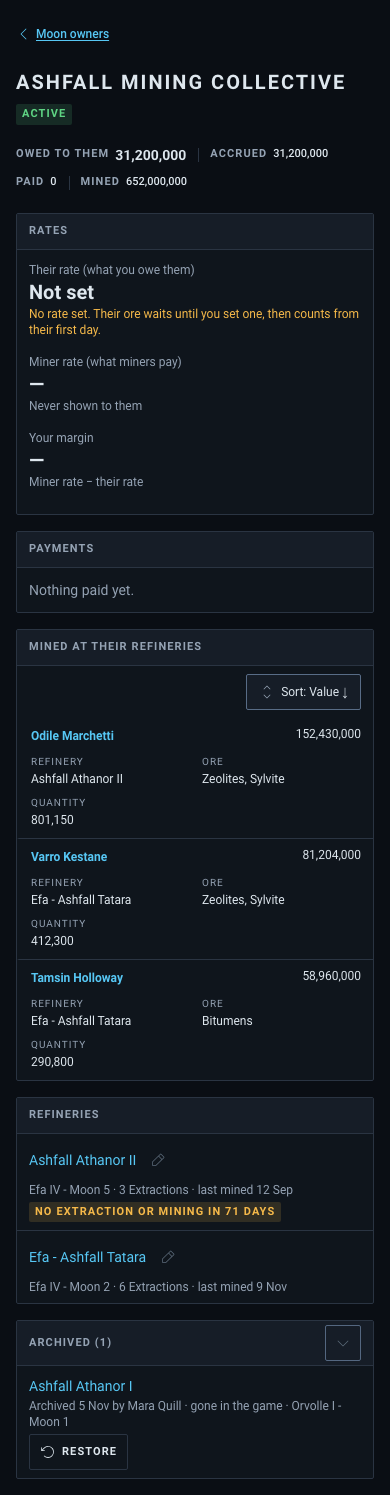 Moon owners
ASHFALL MINING COLLECTIVE
ACTIVE
OWED TO THEM 31,200,000 ACCRUED 31,200,000
PAID 0 MINED 652,000,000
RATES
Their rate (what you owe them)
Not set
No rate set. Their ore waits until you set one, then counts from
their first day.
Miner rate (what miners pay)
—
Never shown to them
Your margin
—
Miner rate − their rate
PAYMENTS
Nothing paid yet.
MINED AT THEIR REFINERIES
Sort: Value ↓
Odile Marchetti 152,430,000
REFINERY ORE
Ashfall Athanor II Zeolites, Sylvite
QUANTITY
801,150
Varro Kestane 81,204,000
REFINERY ORE
Efa - Ashfall Tatara Zeolites, Sylvite
QUANTITY
412,300
Tamsin Holloway 58,960,000
REFINERY ORE
Efa - Ashfall Tatara Bitumens
QUANTITY
290,800
REFINERIES
Ashfall Athanor II
Efa IV - Moon 5 · 3 Extractions · last mined 12 Sep
NO EXTRACTION OR MINING IN 71 DAYS
Efa - Ashfall Tatara
Efa IV - Moon 2 · 6 Extractions · last mined 9 Nov
ARCHIVED (1)
Ashfall Athanor I
Archived 5 Nov by Mara Quill · gone in the game · Orvolle I -
Moon 1
RESTORE